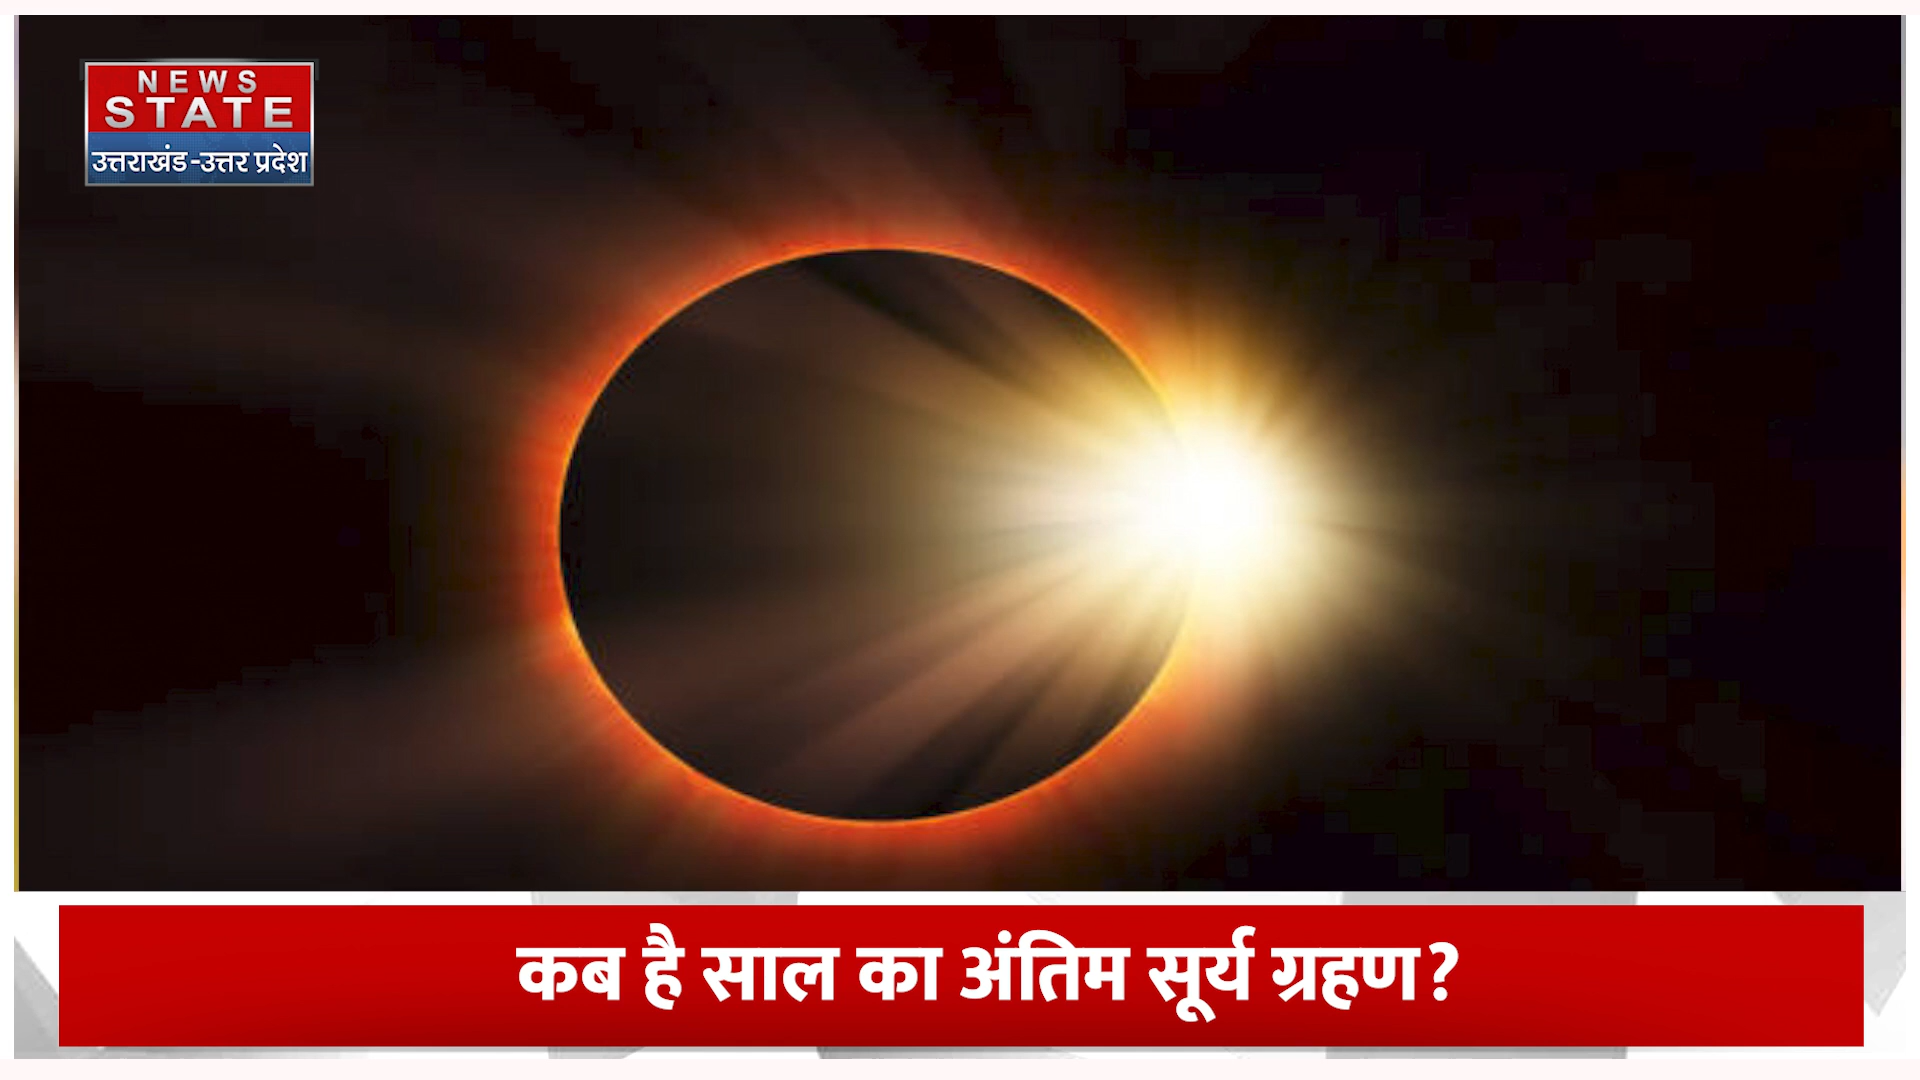 NEWS
STATE
उत्तराखंड-उत्तर प्रदेश
कब है साल का अंतिम सूर्य ग्रहण?